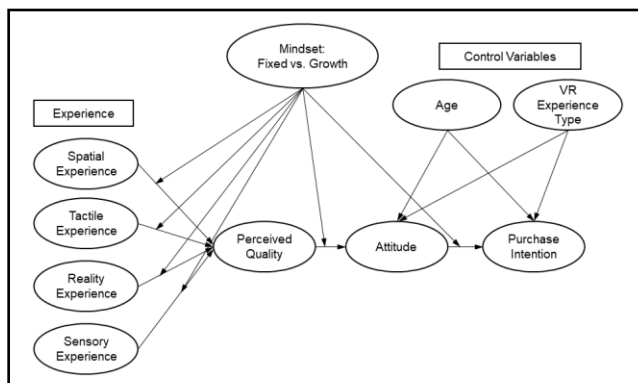 Mindset:
Fixed vs. Growth
Control Variables
Age
VR
Experience
Type
Experience
Spatial
Experience
Tactile
Experience
Reality
Experience
Sensory
Experience
Perceived
Quality
Attitude
Purchase
Intention